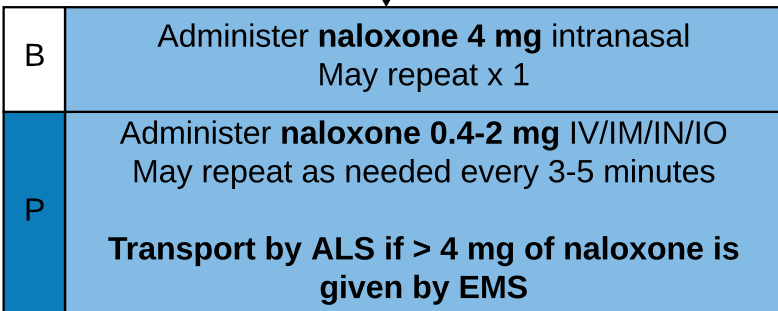 B
Administer naloxone 4 mg intranasal
May repeat x 1
P
Administer naloxone 0.4-2 mg IV/IM/IN/IO
May repeat as needed every 3-5 minutes
Transport by ALS if > 4 mg of naloxone is
given by EMS